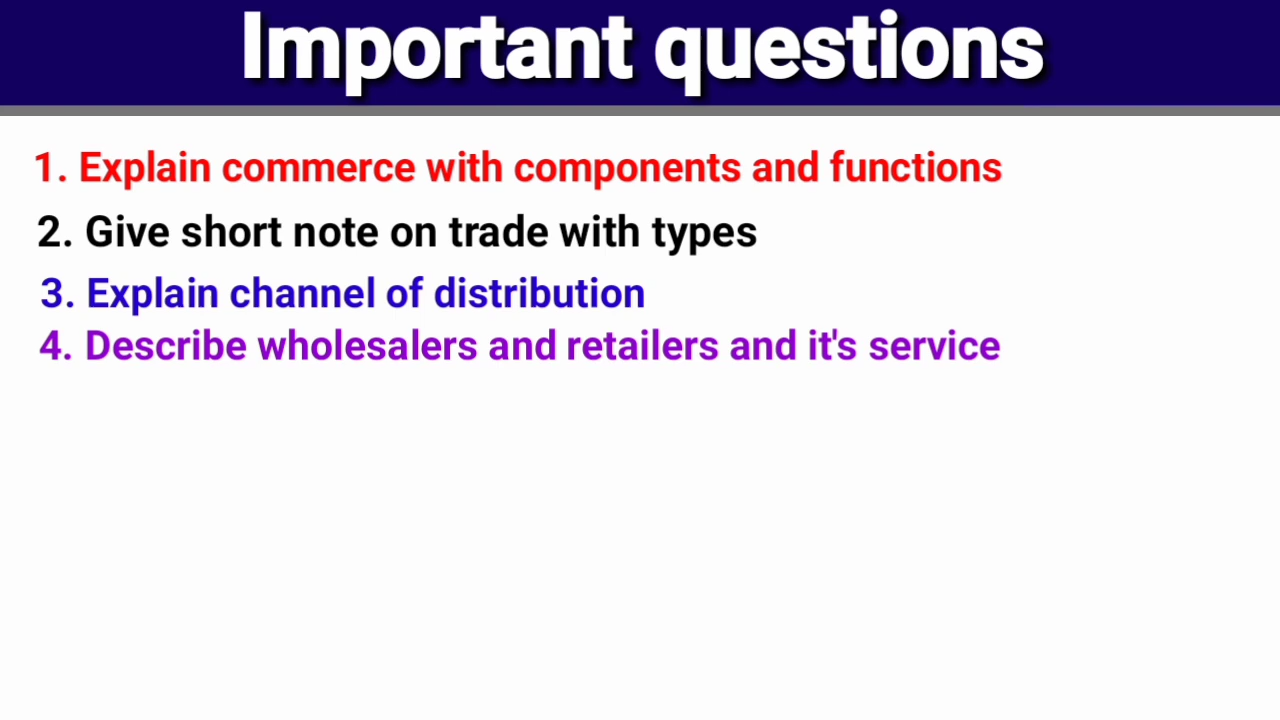 Important questions
1. Explain commerce with components and functions
2. Give short note on trade with types
3. Explain channel of distribution
4. Describe wholesalers and retailers and it's service